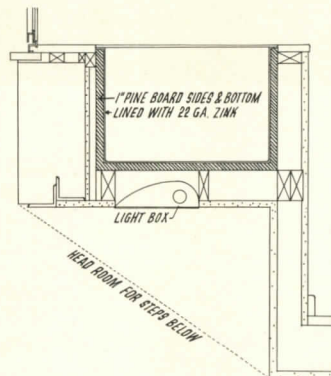 1" PINE BOARD SIDES & BOTTOM
LINED WITH 22 GA. ZINK
LIGHT BOX
HEAD ROOM FOR STEPS BELOW